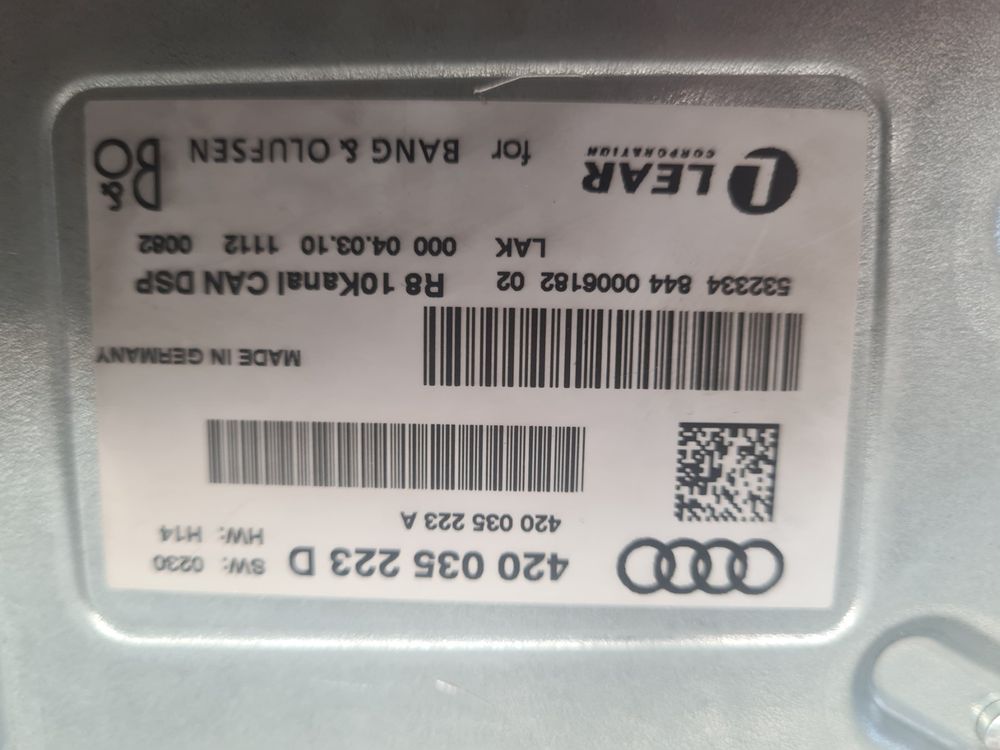 420 035 223 D SW: 0230
420 035 223 A HW: H14
MADE IN GERMANY
532334 844 0006182 02 R8 10Kanal CAN DSP
LAK 000 04.03.10 1112 0082
LEAR CORPORATION for BANG & OLUFSEN B&O